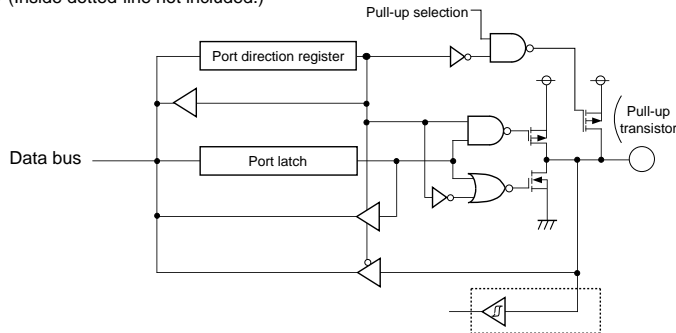 (Inside dotted-line not included.)
Pull-up selection
Port direction register
Pull-up
transistor
Data bus
Port latch